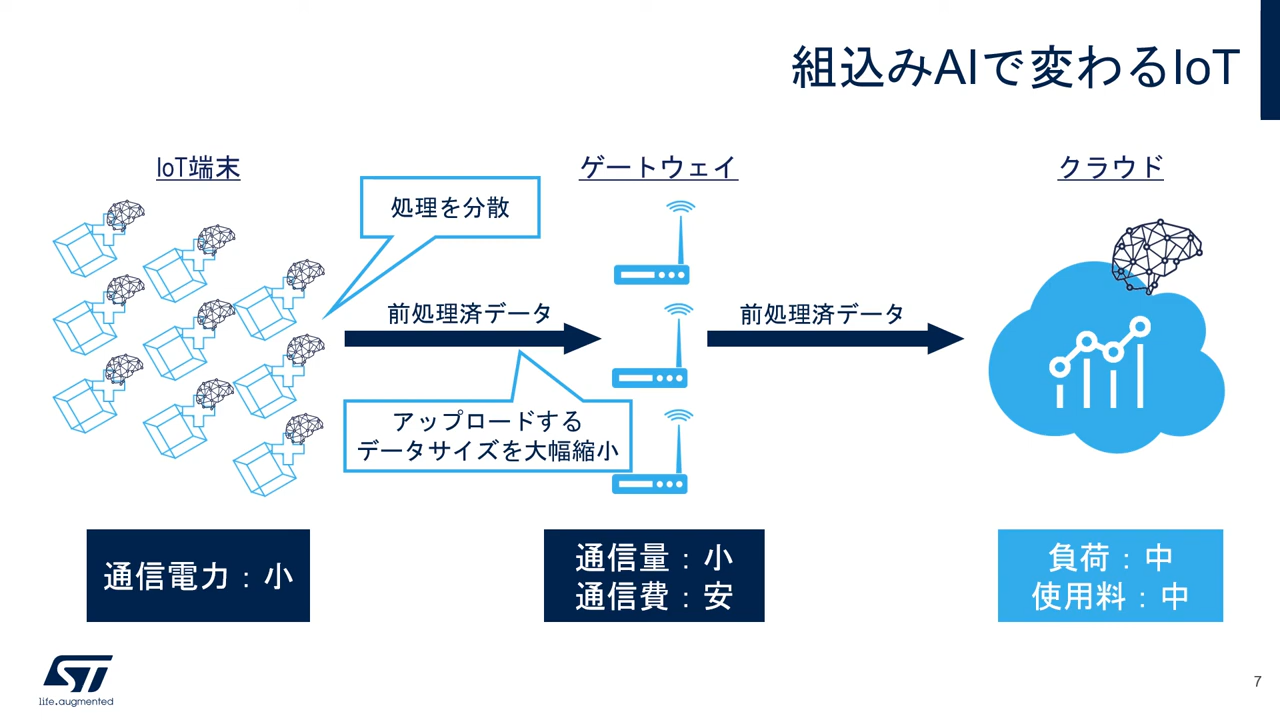 組込みAIで変わるIoT
IoT端末
ゲートウェイ
クラウド
処理を分散
前処理済データ
前処理済データ
アップロードする
データサイズを大幅縮小
通信電力：小
通信量：小
通信費：安
負荷：中
使用料：中
ST
life.augmented
7